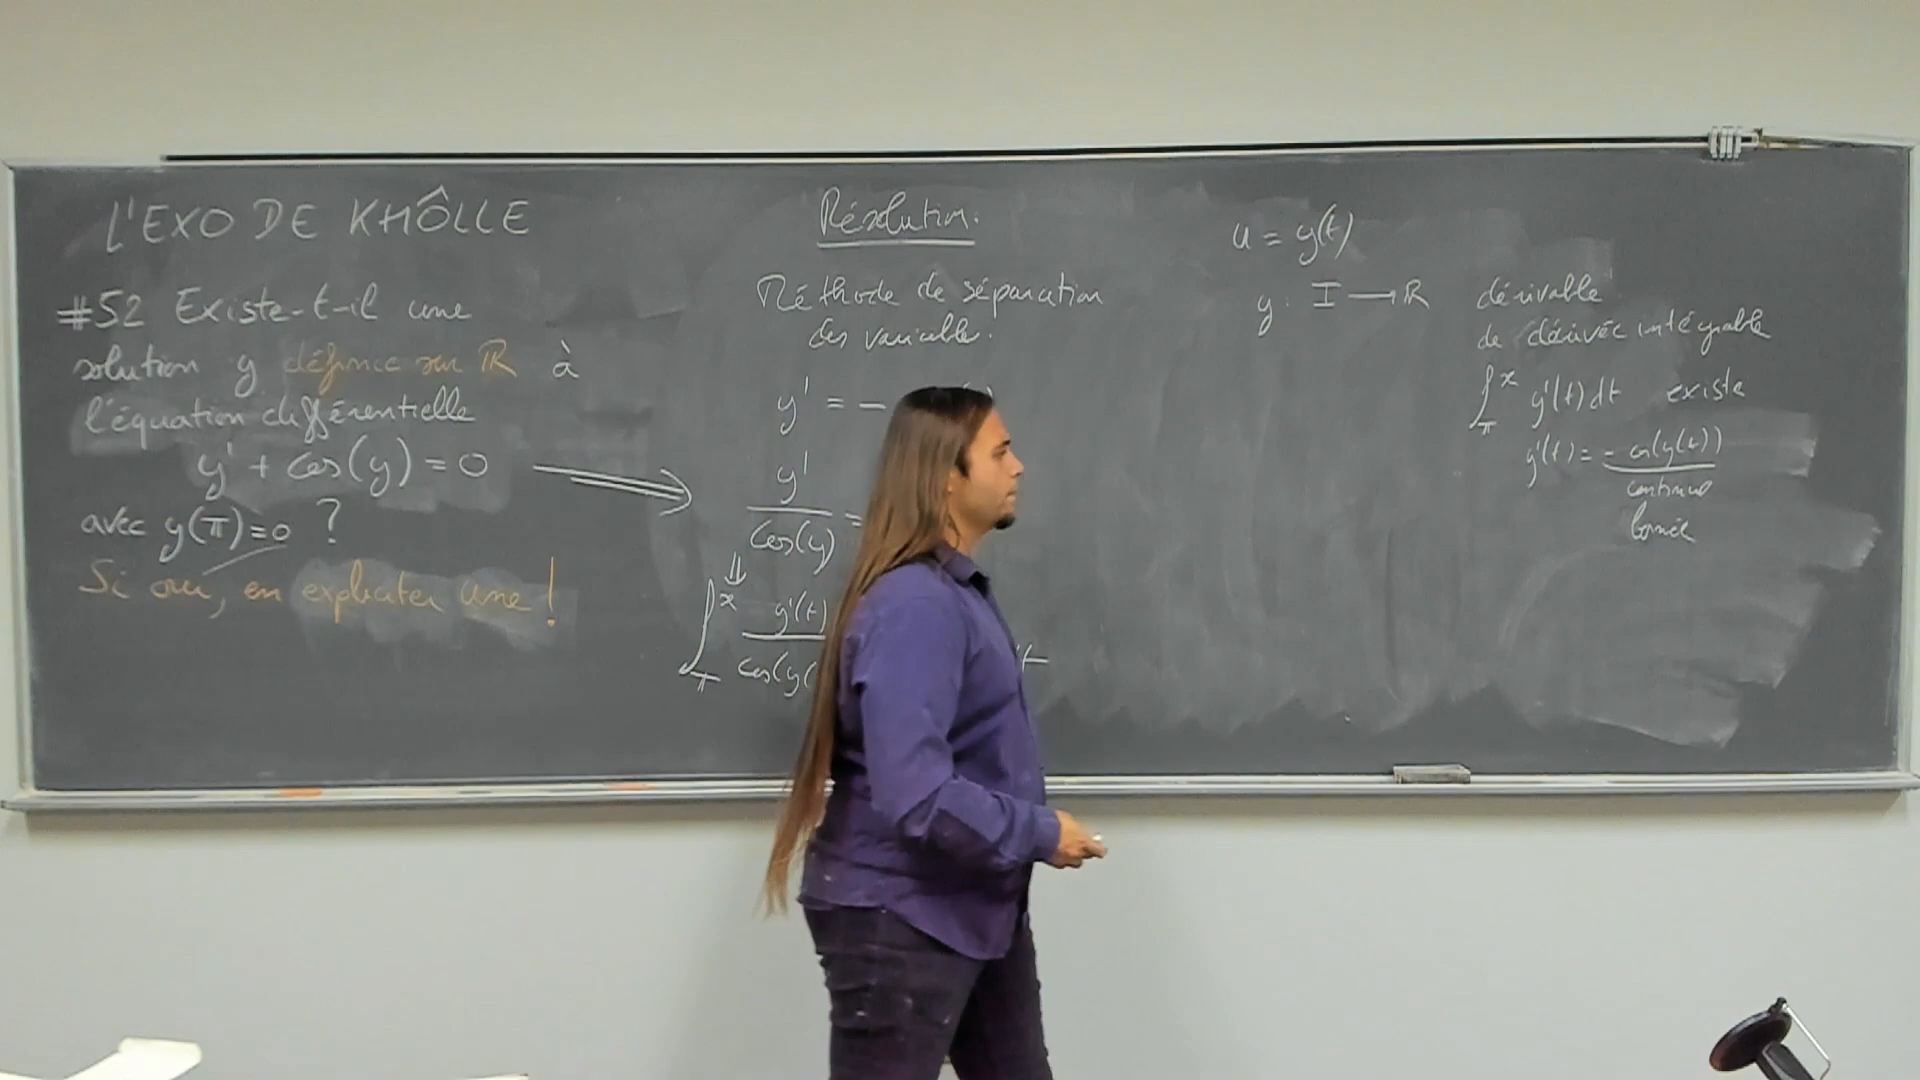 L'EXO DE KHÔLLE
#52 Existe-t-il une
solution y définie sur ℝ à
l'équation différentielle
y' + cos(y) = 0
avec y(π)=0 ?
Si oui, en expliciter une !
Résolution.
Méthode de séparation
des variable.
y' = -
y'
cos(y) =
⇓
∫ x y'(t)
π cos(y(
u = y(t)
y : I → ℝ dérivable
de dérivée intégrable
∫ x π y'(t) dt existe
y'(t) = - cos(y(t))
continue
bornée